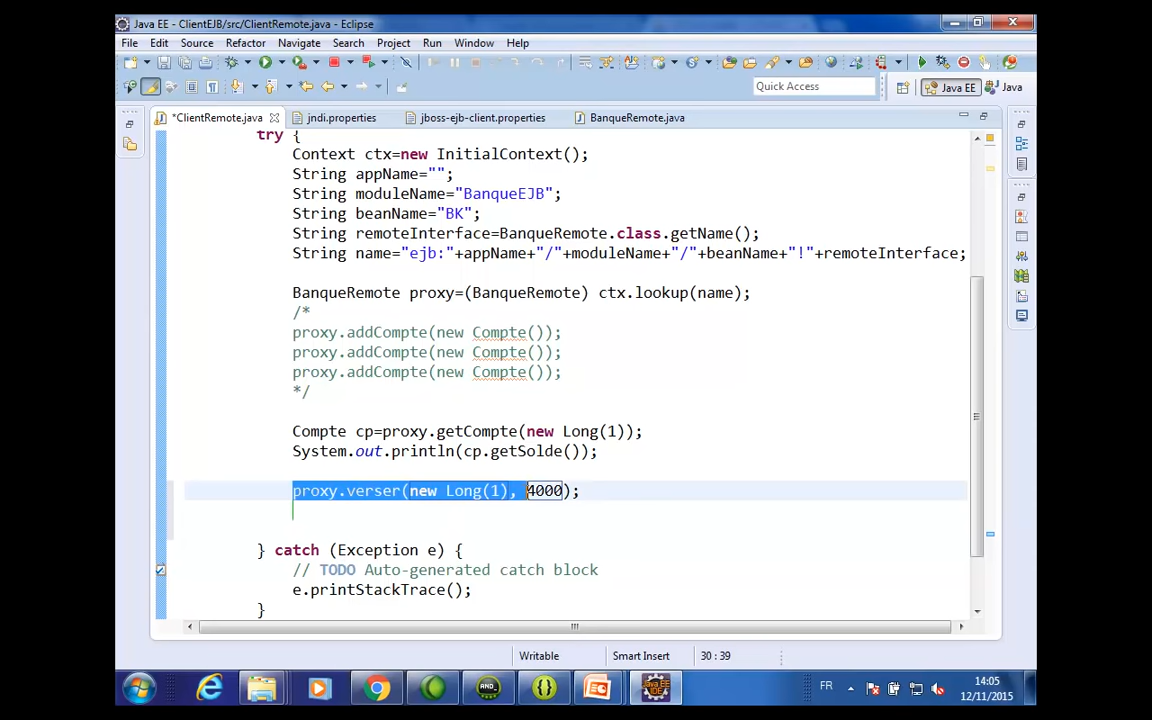 Java EE - ClientEJB/src/ClientRemote.java - Eclipse
File Edit Source Refactor Navigate Search Project Run Window Help
Quick Access
Java EE
Java
*ClientRemote.java
jndi.properties
jboss-ejb-client.properties
BanqueRemote.java
try {
Context ctx=new InitialContext();
String appName="";
String moduleName="BanqueEJB";
String beanName="BK";
String remoteInterface=BanqueRemote.class.getName();
String name="ejb:"+appName+"/"+moduleName+"/"+beanName+"!"+remoteInterface;
BanqueRemote proxy=(BanqueRemote) ctx.lookup(name);
/*
proxy.addCompte(new Compte());
proxy.addCompte(new Compte());
proxy.addCompte(new Compte());
*/
Compte cp=proxy.getCompte(new Long(1));
System.out.println(cp.getSolde());
proxy.verser(new Long(1), 4000);
} catch (Exception e) {
// TODO Auto-generated catch block
e.printStackTrace();
}
Writable
Smart Insert
30 : 39
FR
14:05
12/11/2015